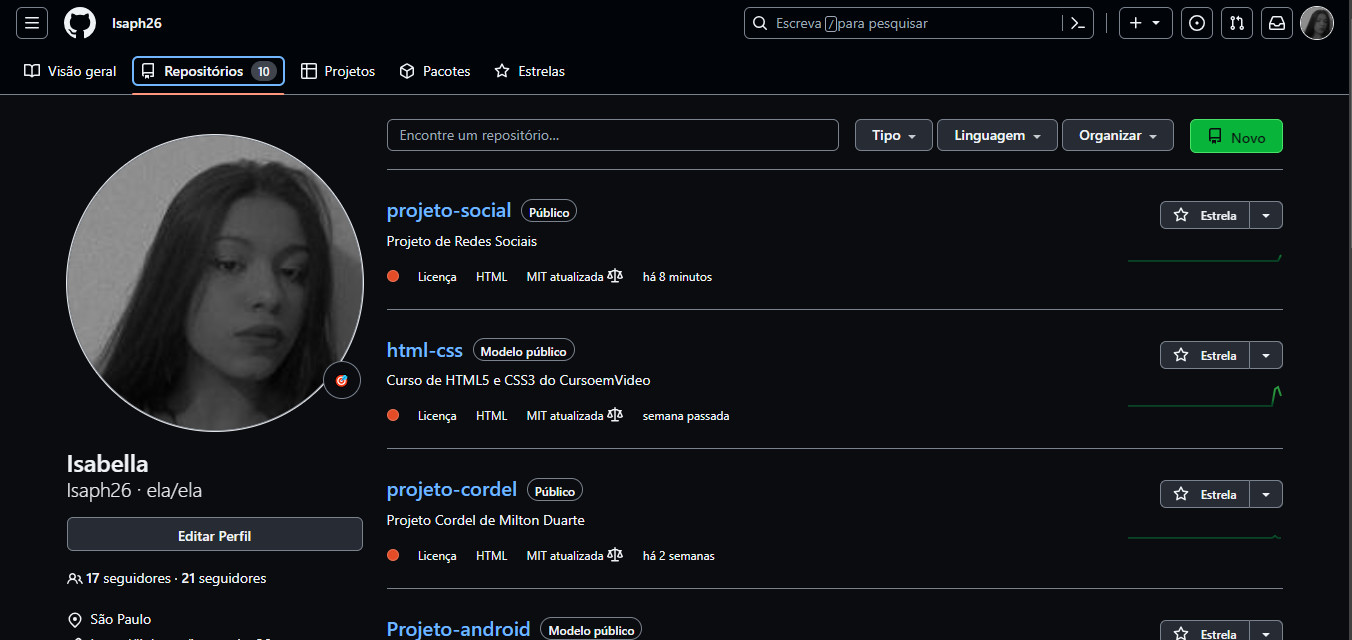 Isaph26
Escreva / para pesquisar
Visão geral
Repositórios 10
Projetos
Pacotes
Estrelas
Encontre um repositório...
Tipo
Linguagem
Organizar
Novo
projeto-social Público
Estrela
Projeto de Redes Sociais
Licença HTML MIT atualizada há 8 minutos
html-css Modelo público
Estrela
Curso de HTML5 e CSS3 do CursoemVideo
Licença HTML MIT atualizada semana passada
projeto-cordel Público
Estrela
Projeto Cordel de Milton Duarte
Licença HTML MIT atualizada há 2 semanas
Projeto-android Modelo público
Estrela
Isabella
Isaph26 · ela/ela
Editar Perfil
17 seguidores · 21 seguidores
São Paulo